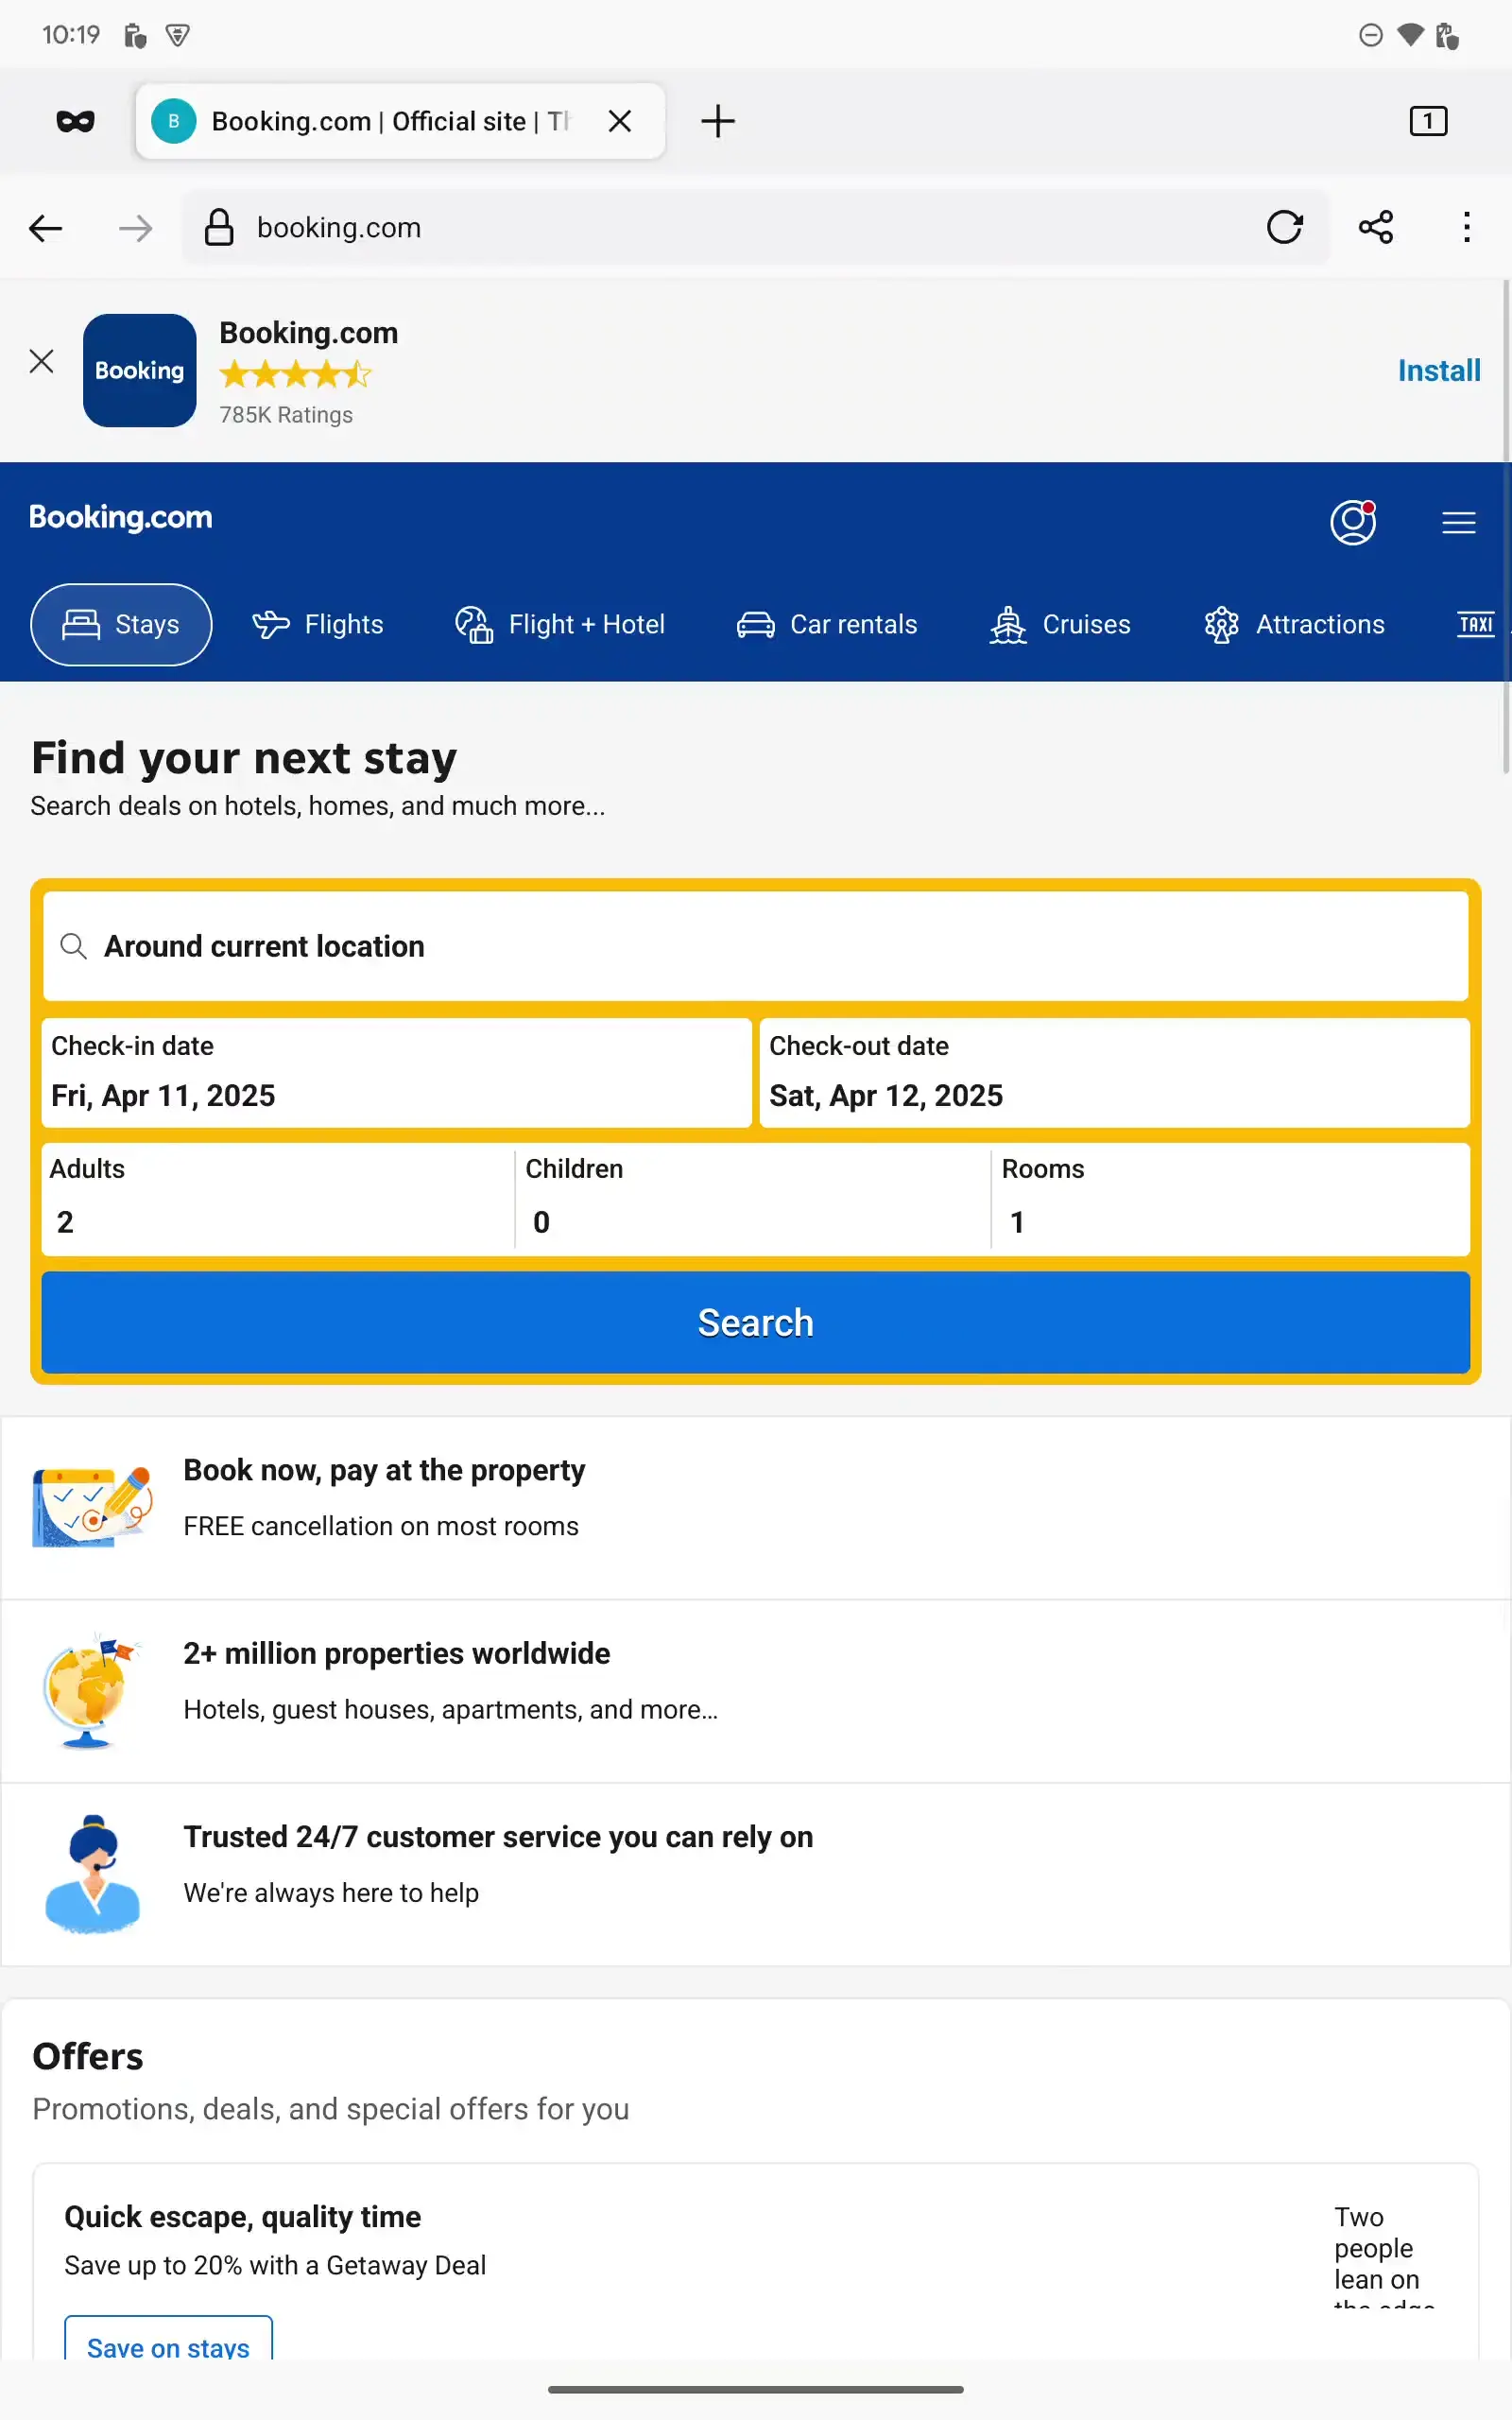 10:19
B
Booking.com | Official site | Th
1
booking.com
Booking
Booking.com
785K Ratings
Install
Booking.com
Stays
Flights
Flight + Hotel
Car rentals
Cruises
Attractions
TAXI
Find your next stay
Search deals on hotels, homes, and much more...
Around current location
Check-in date
Fri, Apr 11, 2025
Check-out date
Sat, Apr 12, 2025
Adults
2
Children
0
Rooms
1
Search
Book now, pay at the property
FREE cancellation on most rooms
2+ million properties worldwide
Hotels, guest houses, apartments, and more…
Trusted 24/7 customer service you can rely on
We're always here to help
Offers
Promotions, deals, and special offers for you
Quick escape, quality time
Save up to 20% with a Getaway Deal
Save on stays
Two
people
lean on
the edge